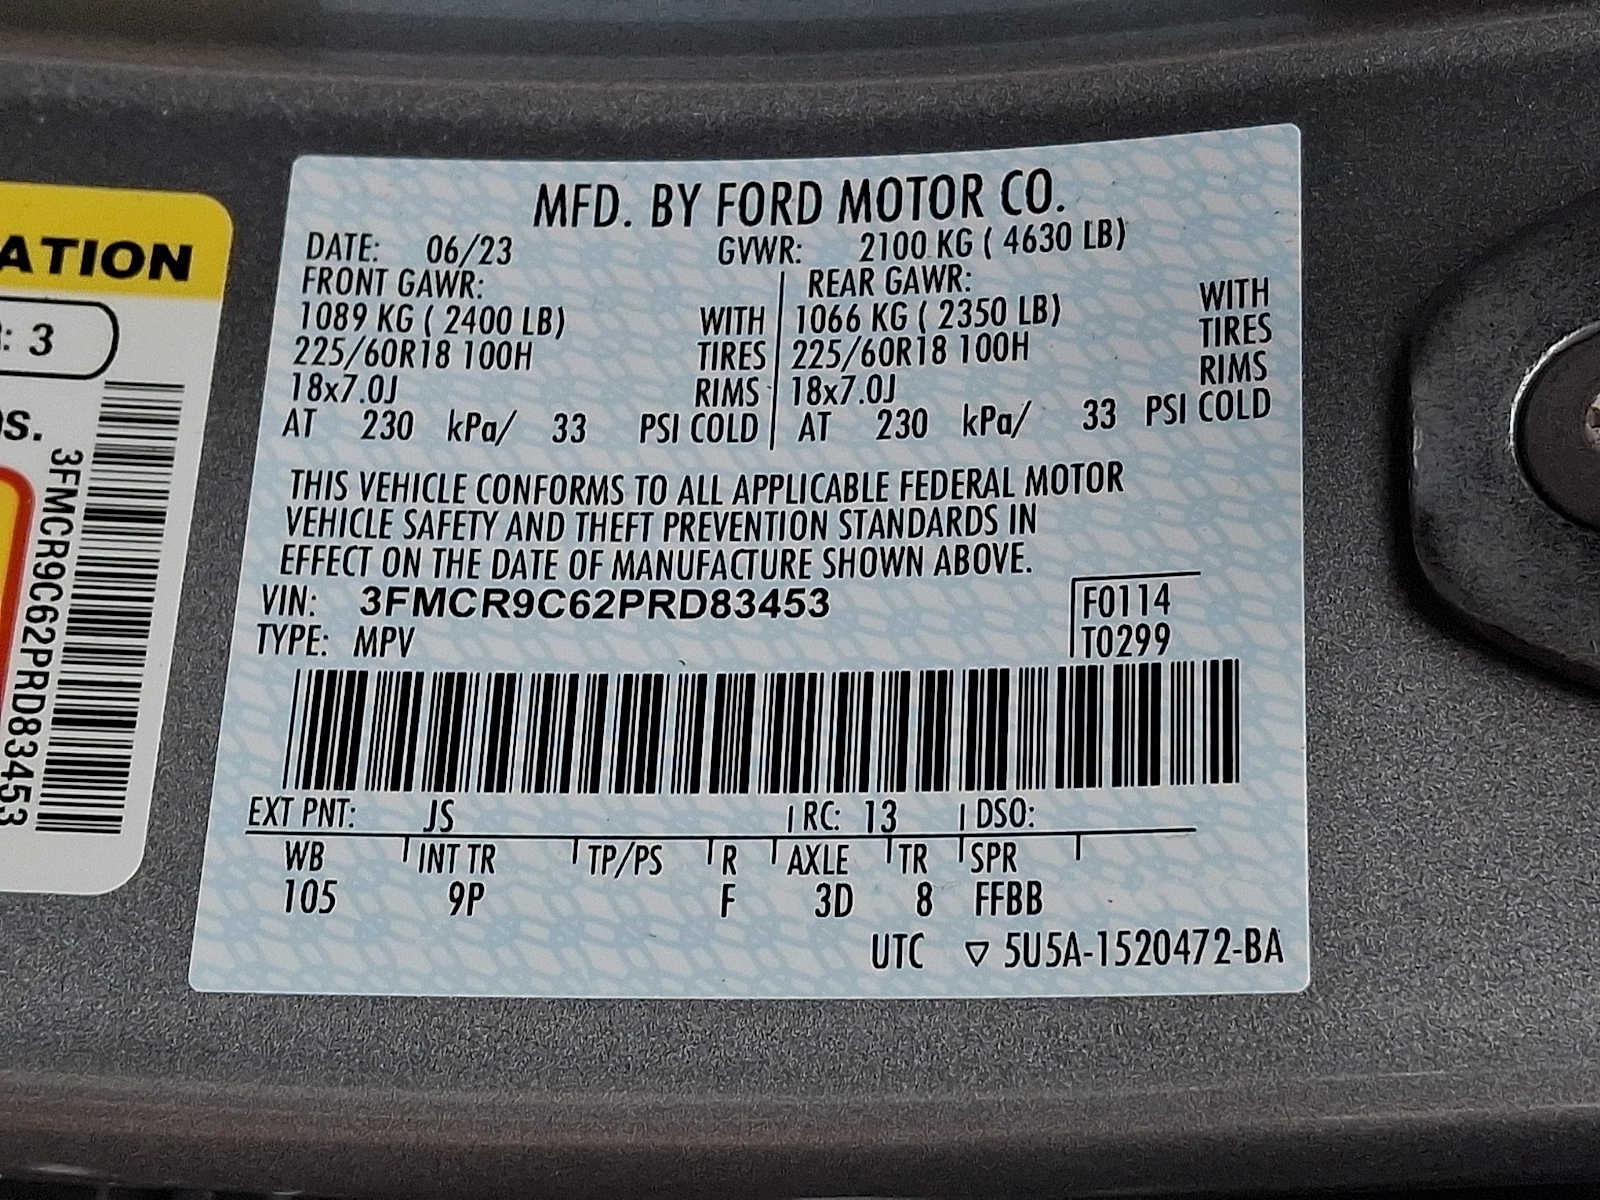 MFD. BY FORD MOTOR CO.
DATE: 06/23 GVWR: 2100 KG ( 4630 LB)
FRONT GAWR: REAR GAWR:
1089 KG ( 2400 LB) WITH 1066 KG ( 2350 LB) WITH
225/60R18 100H TIRES 225/60R18 100H TIRES
18x7.0J RIMS 18x7.0J RIMS
AT 230 kPa/ 33 PSI COLD AT 230 kPa/ 33 PSI COLD
THIS VEHICLE CONFORMS TO ALL APPLICABLE FEDERAL MOTOR
VEHICLE SAFETY AND THEFT PREVENTION STANDARDS IN
EFFECT ON THE DATE OF MANUFACTURE SHOWN ABOVE.
VIN: 3FMCR9C62PRD83453 F0114
TYPE: MPV T0299
EXT PNT: JS RC: 13 DSO:
WB INT TR TP/PS R AXLE TR SPR
105 9P F 3D 8 FFBB
UTC ▽ 5U5A-1520472-BA
ATION
: 3
s.
3FMCR9C62PRD83453